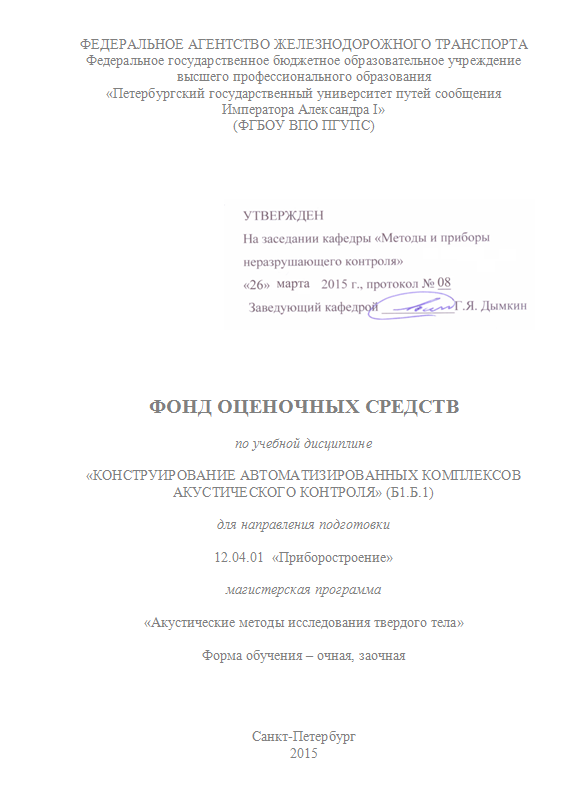 ФЕДЕРАЛЬНОЕ АГЕНТСТВО ЖЕЛЕЗНОДОРОЖНОГО ТРАНСПОРТА
Федеральное государственное бюджетное образовательное учреждение
высшего профессионального образования
«Петербургский государственный университет путей сообщения
Императора Александра I»
(ФГБОУ ВПО ПГУПС)
УТВЕРЖДЕН
На заседании кафедры «Методы и приборы
неразрушающего контроля»
«26» марта 2015 г., протокол № 08
Заведующий кафедрой ____________Г.Я. Дымкин
ФОНД ОЦЕНОЧНЫХ СРЕДСТВ
по учебной дисциплине
«КОНСТРУИРОВАНИЕ АВТОМАТИЗИРОВАННЫХ КОМПЛЕКСОВ
АКУСТИЧЕСКОГО КОНТРОЛЯ» (Б1.Б.1)
для направления подготовки
12.04.01 «Приборостроение»
магистерская программа
«Акустические методы исследования твердого тела»
Форма обучения – очная, заочная
Санкт-Петербург
2015